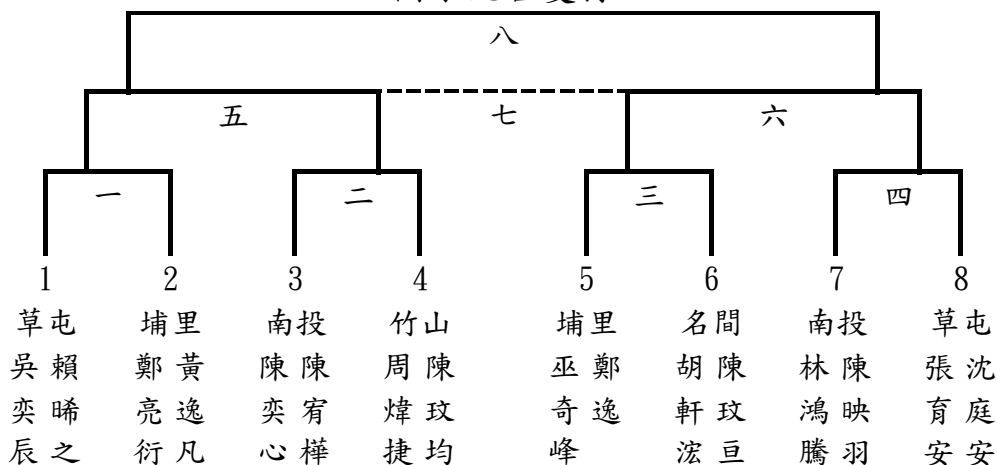 八
五 七 六
一 二 三 四
1 2 3 4 5 6 7 8
草屯 埔里 南投 竹山 埔里 名間 南投 草屯
吳賴 鄭黃 陳陳 周陳 巫鄭 胡陳 林陳 張沈
奕晞 亮逸 奕宥 煒玟 奇逸 軒玟 鴻映 育庭
辰之 衍凡 心樺 捷均 峰 浤亘 騰羽 安安